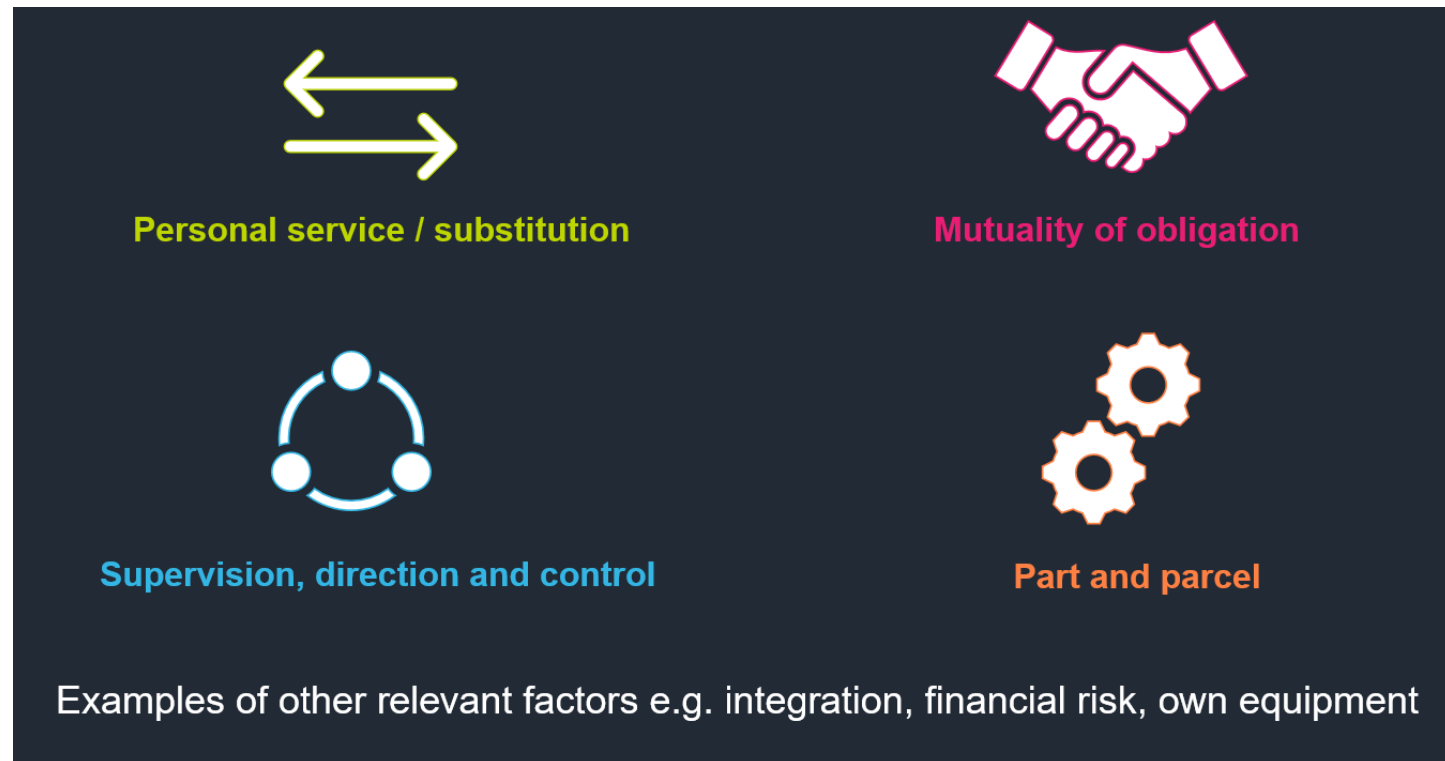 Personal service / substitution
Mutuality of obligation
Supervision, direction and control
Part and parcel
Examples of other relevant factors e.g. integration, financial risk, own equipment